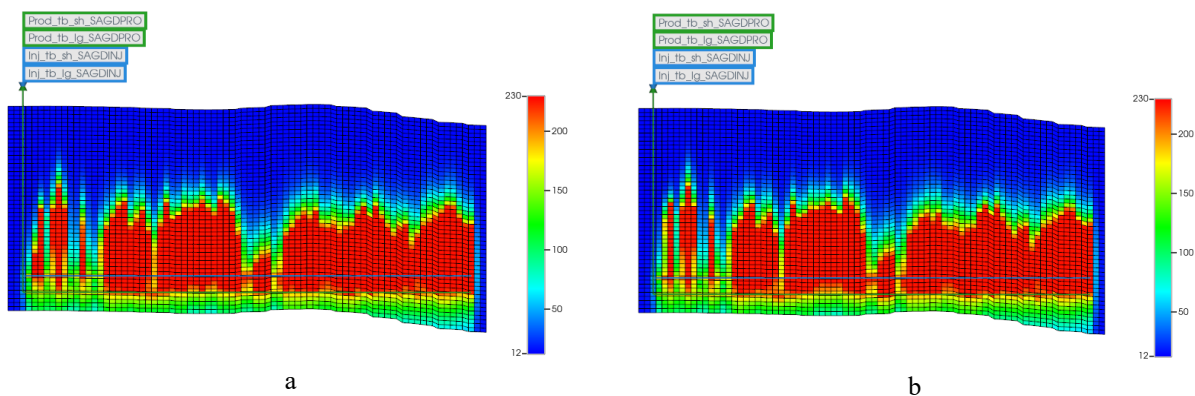 Prod_tb_sh_SAGDPRO
Prod_tb_lg_SAGDPRO
Inj_tb_sh_SAGDINJ
Inj_tb_lg_SAGDINJ
230
200
150
100
50
12
a
Prod_tb_sh_SAGDPRO
Prod_tb_lg_SAGDPRO
Inj_tb_sh_SAGDINJ
Inj_tb_lg_SAGDINJ
230
200
150
100
50
12
b